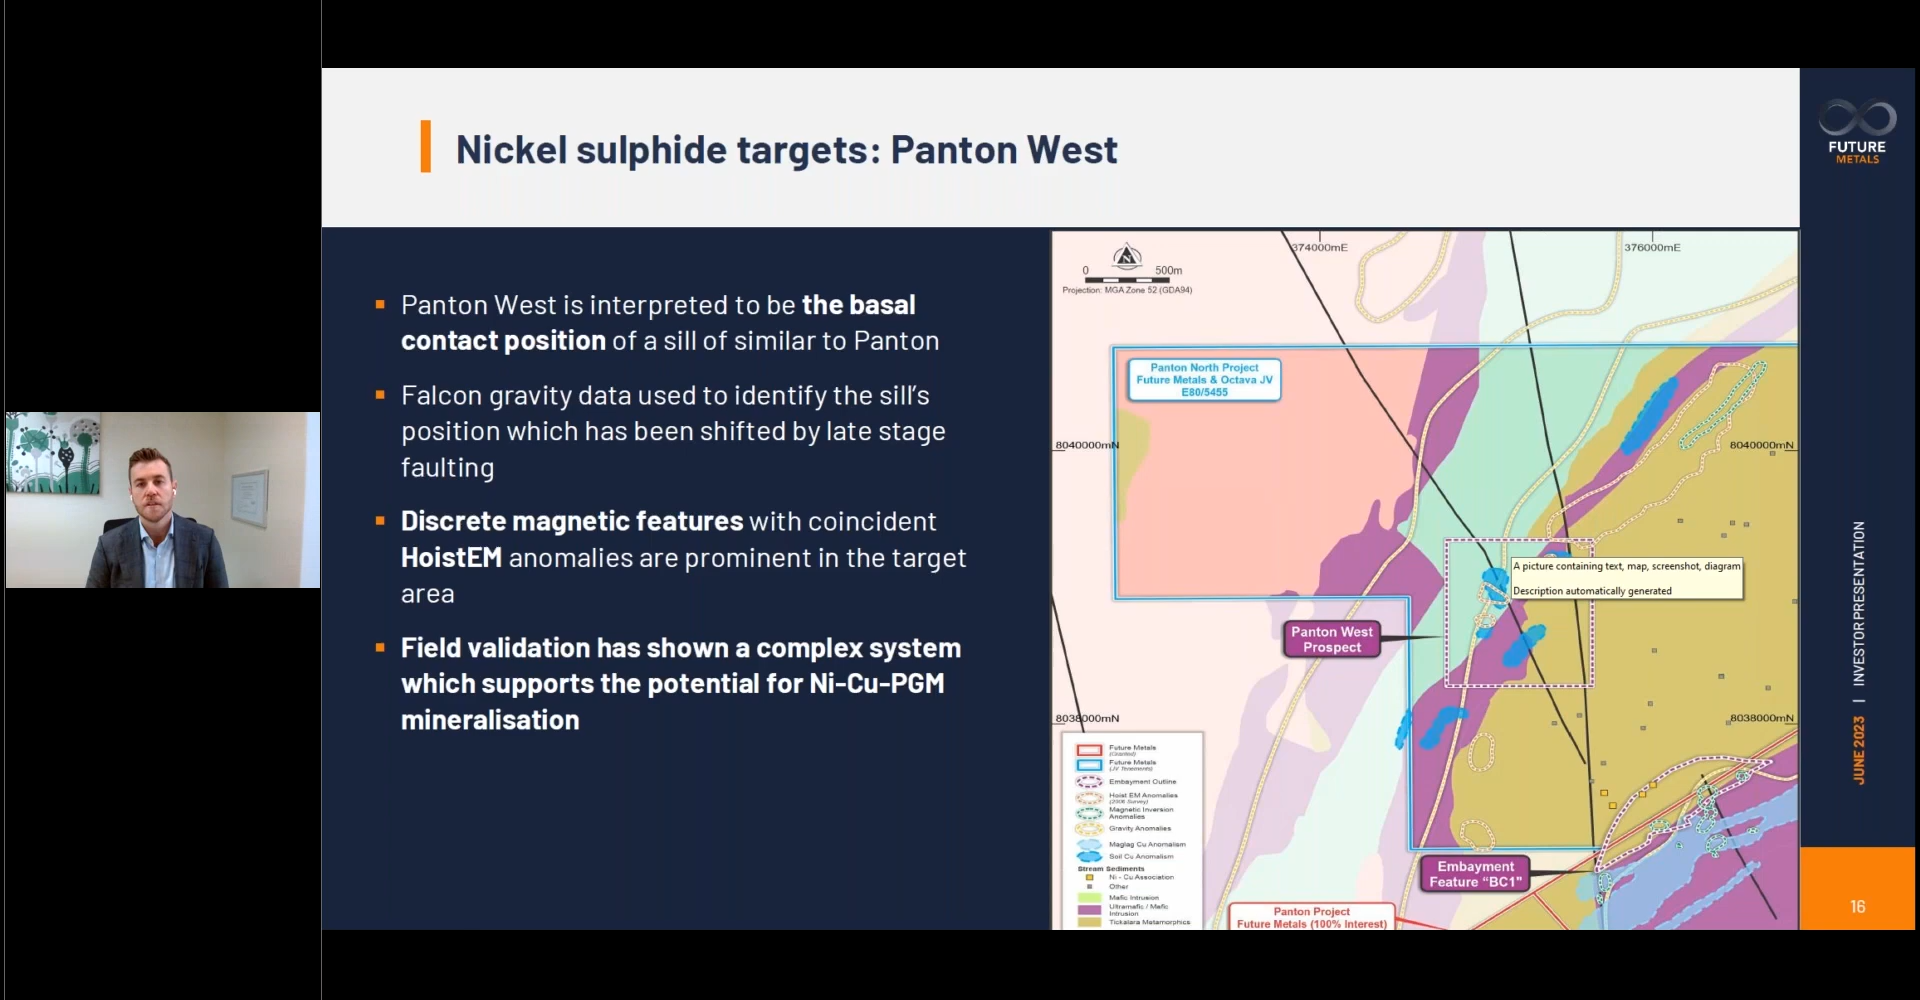 Nickel sulphide targets: Panton West
FUTURE
METALS
Panton West is interpreted to be the basal
contact position of a sill of similar to Panton
Falcon gravity data used to identify the sill's
position which has been shifted by late stage
faulting
Discrete magnetic features with coincident
HoistEM anomalies are prominent in the target
area
Field validation has shown a complex system
which supports the potential for Ni-Cu-PGM
mineralisation
374000mE
376000mE
N
0 500m
Projection: MGA Zone 52 (GDA94)
Panton North Project
Future Metals & Octava JV
E80/5455
8040000mN
8040000mN
A picture containing text, map, screenshot, diagram
Description automatically generated
Panton West
Prospect
8038000mN
8038000mN
Future Metals
(Granted)
Future Metals
(JV Tenements)
Embayment Outline
Hoist EM Anomalies
(2006 Survey)
Magnetic Inversion
Anomalies
Gravity Anomalies
Maglag Cu Anomalism
Soil Cu Anomalism
Stream Sediments
Ni - Cu Association
Other
Mafic Intrusion
Ultramafic / Mafic
Intrusion
Tickalara Metamorphics
Embayment
Feature "BC1"
Panton Project
Future Metals (100% Interest)
JUNE 2023 | INVESTOR PRESENTATION
16